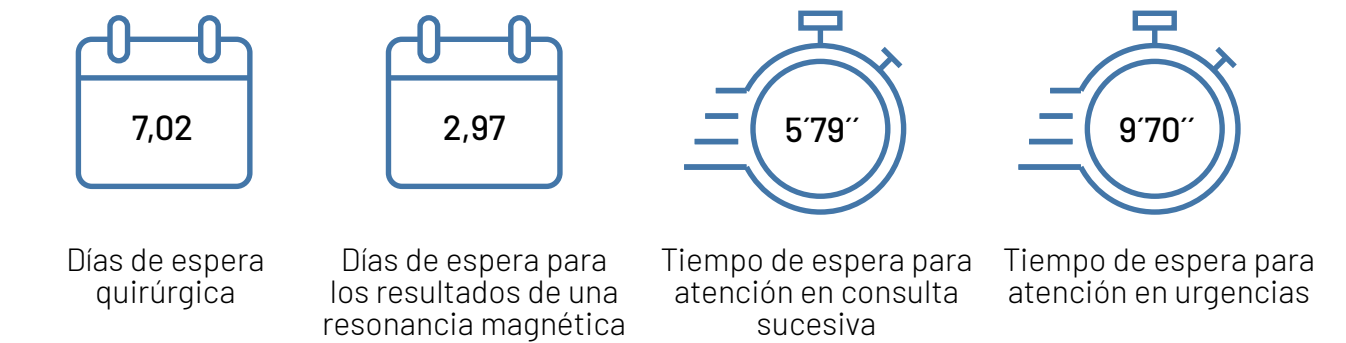 7,02
Días de espera
quirúrgica
2,97
Días de espera para
los resultados de una
resonancia magnética
5´79´´
Tiempo de espera para
atención en consulta
sucesiva
9´70´´
Tiempo de espera para
atención en urgencias